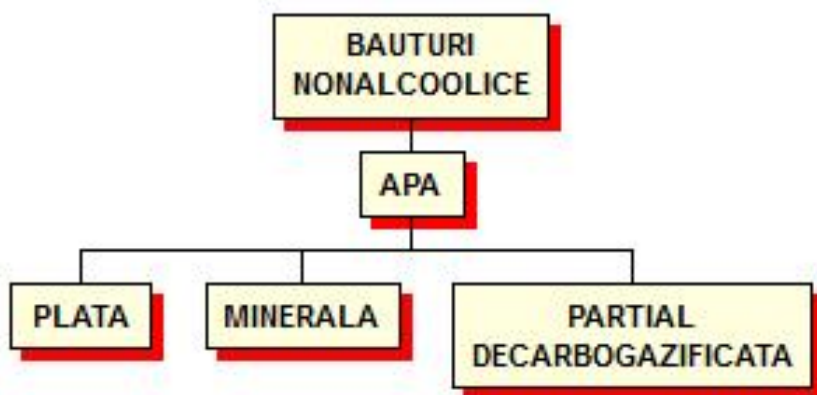 BAUTURI
NONALCOOLICE
APA
PLATA
MINERALA
PARTIAL
DECARBOGAZIFICATA